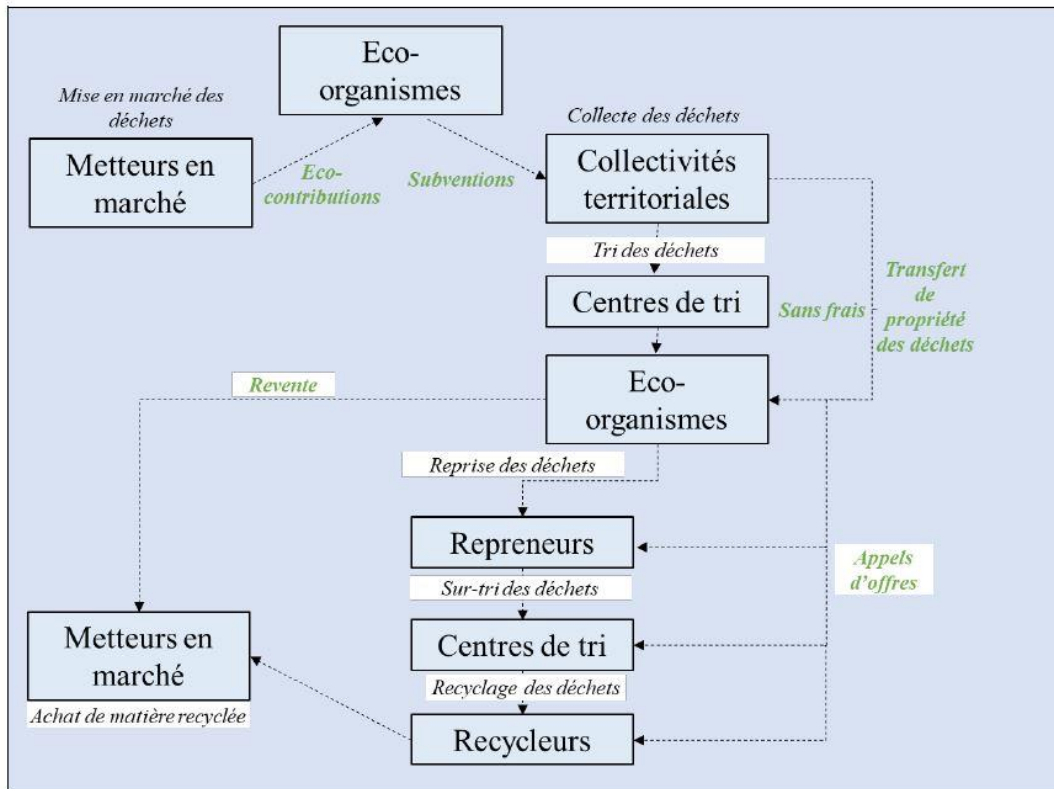 Eco-
organismes
Mise en marché des
déchets
Metteurs en
marché
Eco-
contributions
Subventions
Collecte des déchets
Collectivités
territoriales
Tri des déchets
Centres de tri
Sans frais
Transfert
de
propriété
des déchets
Eco-
organismes
Revente
Reprise des déchets
Repreneurs
Appels
d’offres
Sur-tri des déchets
Centres de tri
Recyclage des déchets
Recycleurs
Metteurs en
marché
Achat de matière recyclée